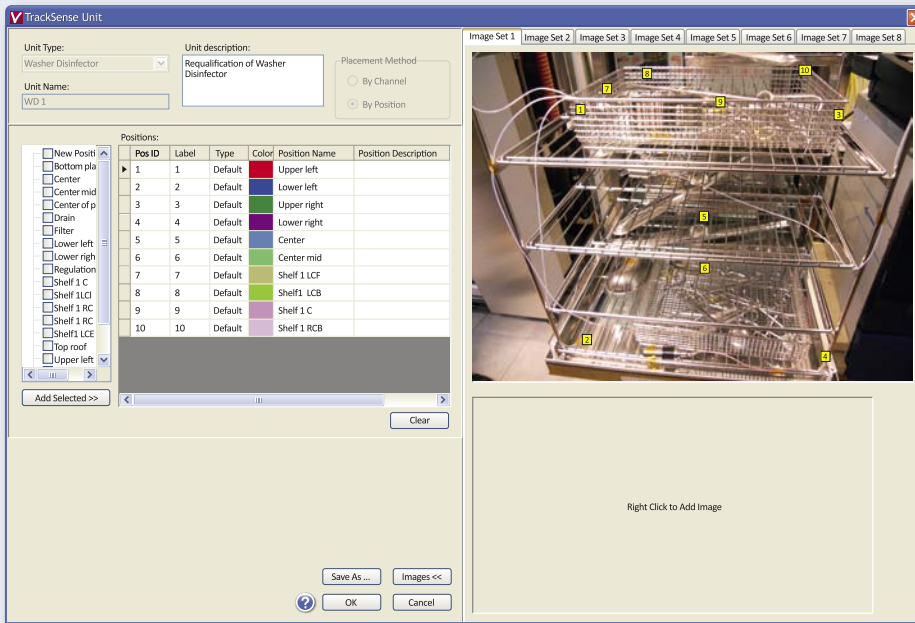 TrackSense Unit
Unit Type:
Washer Disinfector
Unit Name:
WD 1
Unit description:
Requalification of Washer
Disinfector
Placement Method
By Channel
By Position
New Positi
Bottom pla
Center
Center mid
Center of p
Drain
Filter
Lower left
Lower righ
Regulation
Shelf 1 C
Shelf 1LCl
Shelf 1 RC
Shelf 1 RC
Shelf1 LCE
Top roof
Upper left
Add Selected >>
Positions:
Pos ID Label Type Color Position Name Position Description
1 1 Default Upper left
2 2 Default Lower left
3 3 Default Upper right
4 4 Default Lower right
5 5 Default Center
6 6 Default Center mid
7 7 Default Shelf 1 LCF
8 8 Default Shelf1 LCB
9 9 Default Shelf 1 C
10 10 Default Shelf 1 RCB
Clear
Save As ...
Images <<
?
OK
Cancel
Image Set 1 Image Set 2 Image Set 3 Image Set 4 Image Set 5 Image Set 6 Image Set 7 Image Set 8
8
10
7
9
1
3
5
6
2
4
Right Click to Add Image